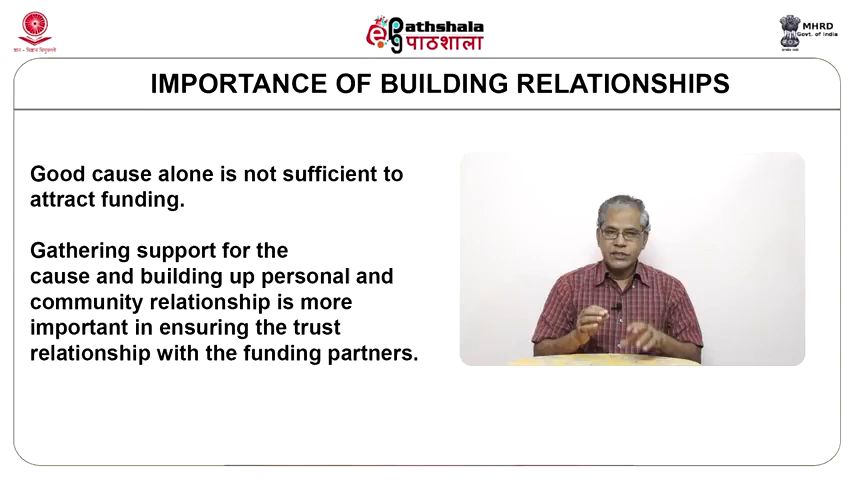 ज्ञान - विज्ञान विमुक्तये
ePathshala
पाठशाला
MHRD
Govt. of India
IMPORTANCE OF BUILDING RELATIONSHIPS
Good cause alone is not sufficient to
attract funding.
Gathering support for the
cause and building up personal and
community relationship is more
important in ensuring the trust
relationship with the funding partners.